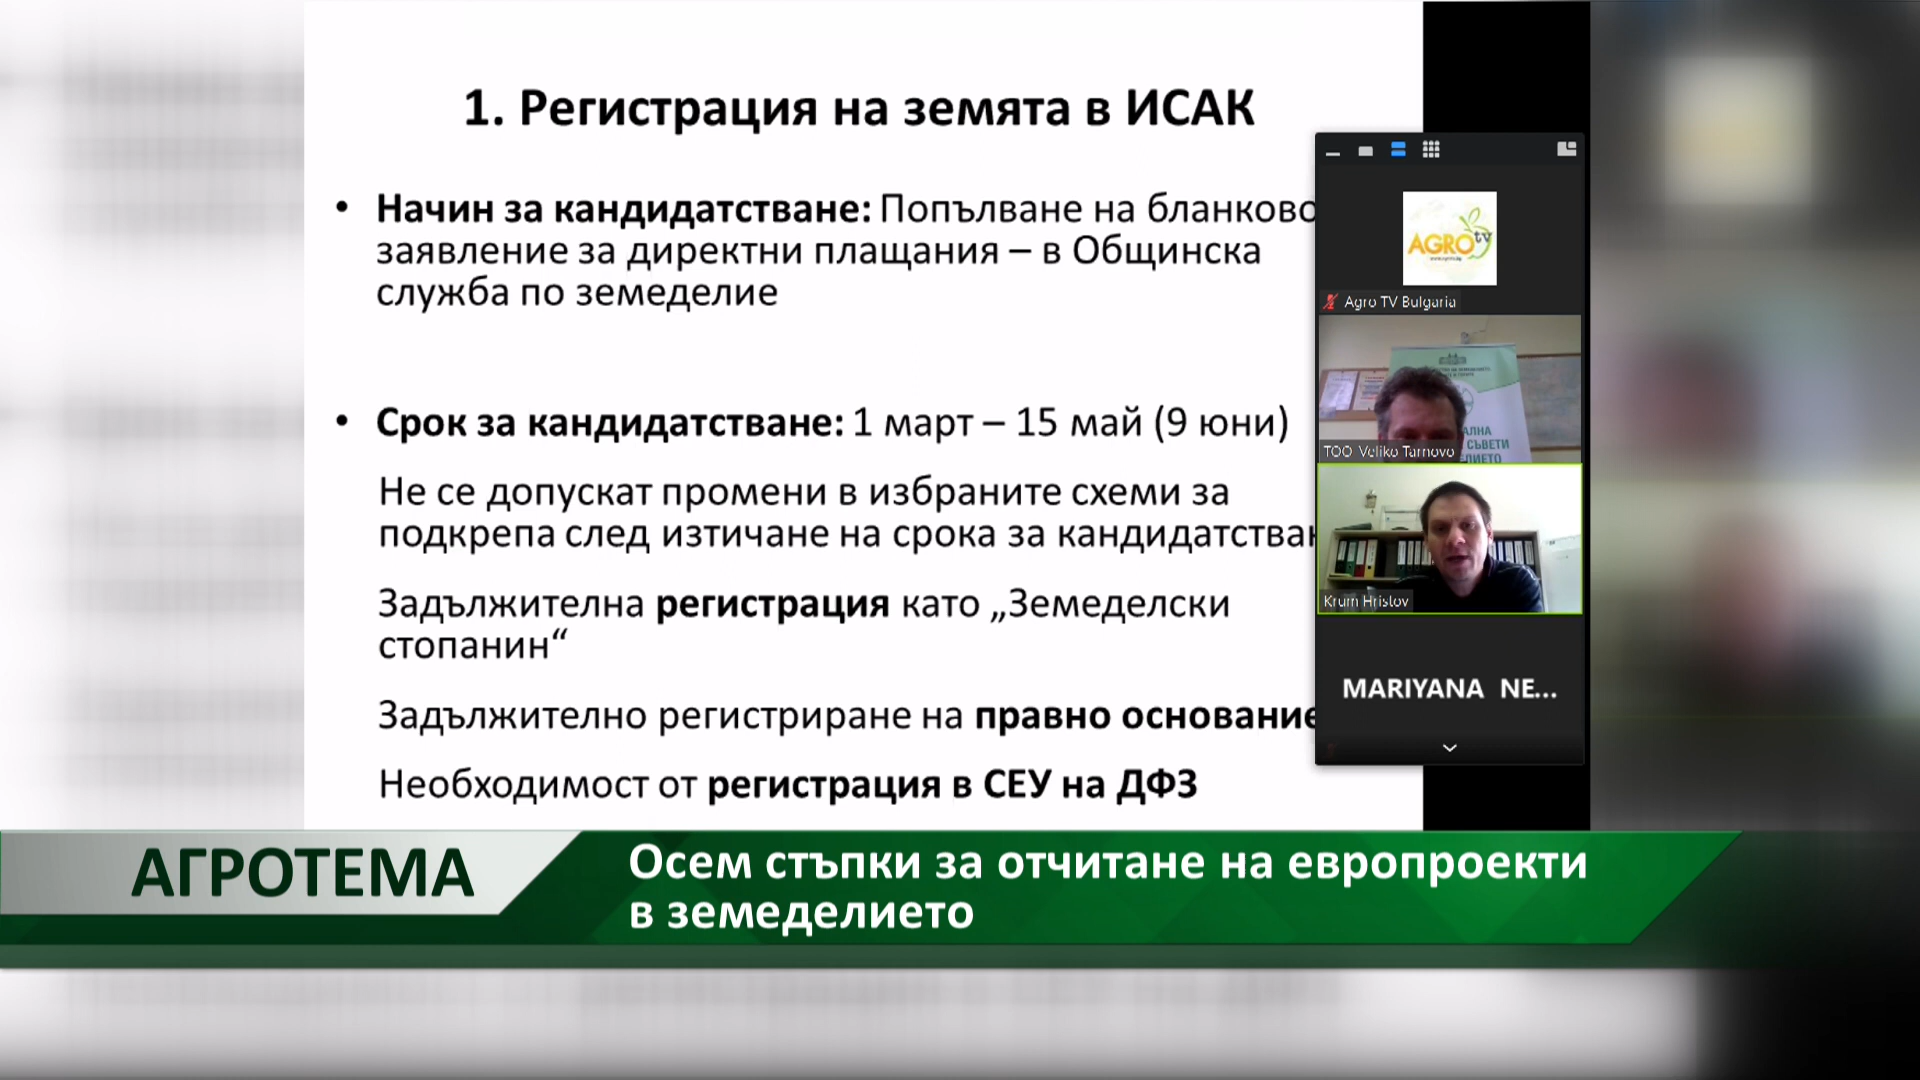 1. Регистрация на земята в ИСАК
• Начин за кандидатстване: Попълване на бланково
заявление за директни плащания – в Общинска
служба по земеделие
• Срок за кандидатстване: 1 март – 15 май (9 юни)
Не се допускат промени в избраните схеми за
подкрепа след изтичане на срока за
Задължителна регистрация като „Земеделски
стопанин“
Задължително регистриране на правно основание
Необходимост от регистрация в СЕУ на ДФЗ
AGRO tv
Agro TV Bulgaria
АЛНА
СЪВЕТИ
ДЕЛИЕТО
TOO Veliko Tarnovo
Krum Hristov
MARIYANA NE...
АГРОТЕМА
Осем стъпки за отчитане на европроекти
в земеделието